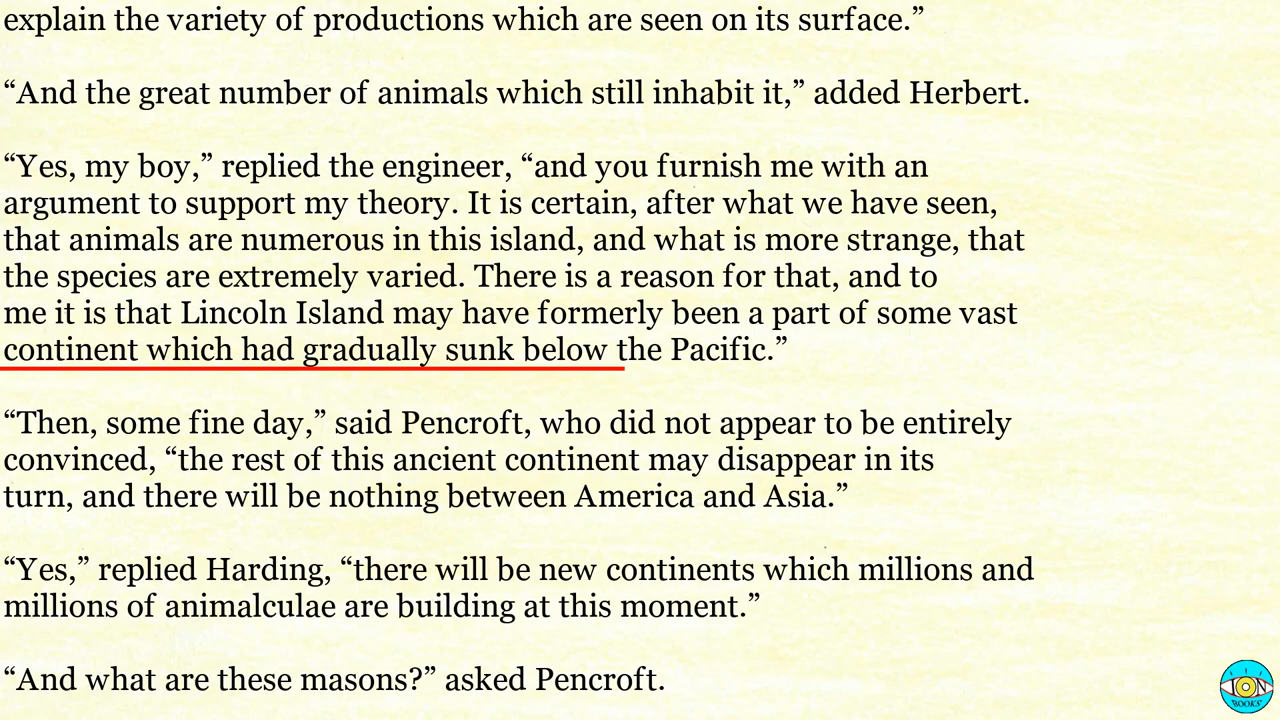 explain the variety of productions which are seen on its surface.”
“And the great number of animals which still inhabit it,” added Herbert.
“Yes, my boy,” replied the engineer, “and you furnish me with an
argument to support my theory. It is certain, after what we have seen,
that animals are numerous in this island, and what is more strange, that
the species are extremely varied. There is a reason for that, and to
me it is that Lincoln Island may have formerly been a part of some vast
continent which had gradually sunk below the Pacific.”
“Then, some fine day,” said Pencroft, who did not appear to be entirely
convinced, “the rest of this ancient continent may disappear in its
turn, and there will be nothing between America and Asia.”
“Yes,” replied Harding, “there will be new continents which millions and
millions of animalculae are building at this moment.”
“And what are these masons?” asked Pencroft.
ION
BOOKS